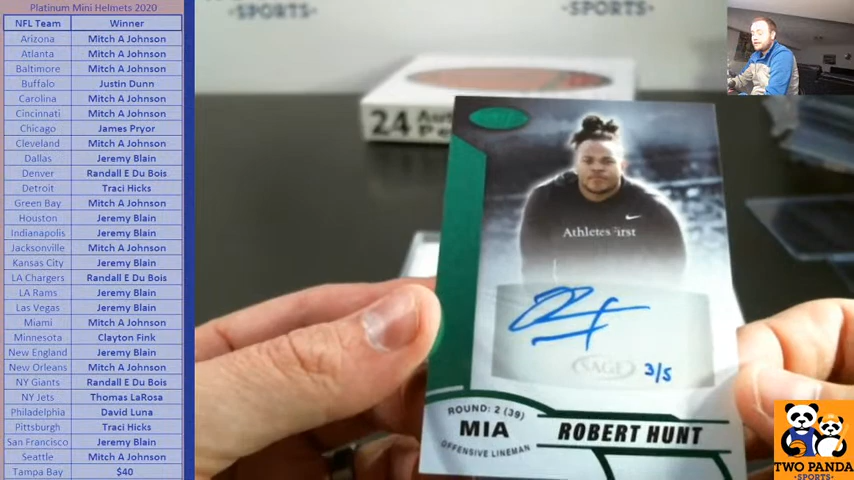 Platinum Mini Helmets 2020
NFL Team Winner
Arizona Mitch A Johnson
Atlanta Mitch A Johnson
Baltimore Mitch A Johnson
Buffalo Justin Dunn
Carolina Mitch A Johnson
Cincinnati Mitch A Johnson
Chicago James Pryor
Cleveland Mitch A Johnson
Dallas Jeremy Blain
Denver Randall E Du Bois
Detroit Traci Hicks
Green Bay Mitch A Johnson
Houston Jeremy Blain
Indianapolis Jeremy Blain
Jacksonville Mitch A Johnson
Kansas City Jeremy Blain
LA Chargers Randall E Du Bois
LA Rams Jeremy Blain
Las Vegas Jeremy Blain
Miami Mitch A Johnson
Minnesota Clayton Fink
New England Jeremy Blain
New Orleans Mitch A Johnson
NY Giants Randall E Du Bois
NY Jets Thomas LaRosa
Philadelphia David Luna
Pittsburgh Traci Hicks
San Francisco Jeremy Blain
Seattle Mitch A Johnson
Tampa Bay $40
-SPORTS-
-SPORTS-
24
Athletes First
SAGE 3/5
ROUND: 2 (39)
MIA
OFFENSIVE LINEMAN
ROBERT HUNT
TWO PANDA
-SPORTS-